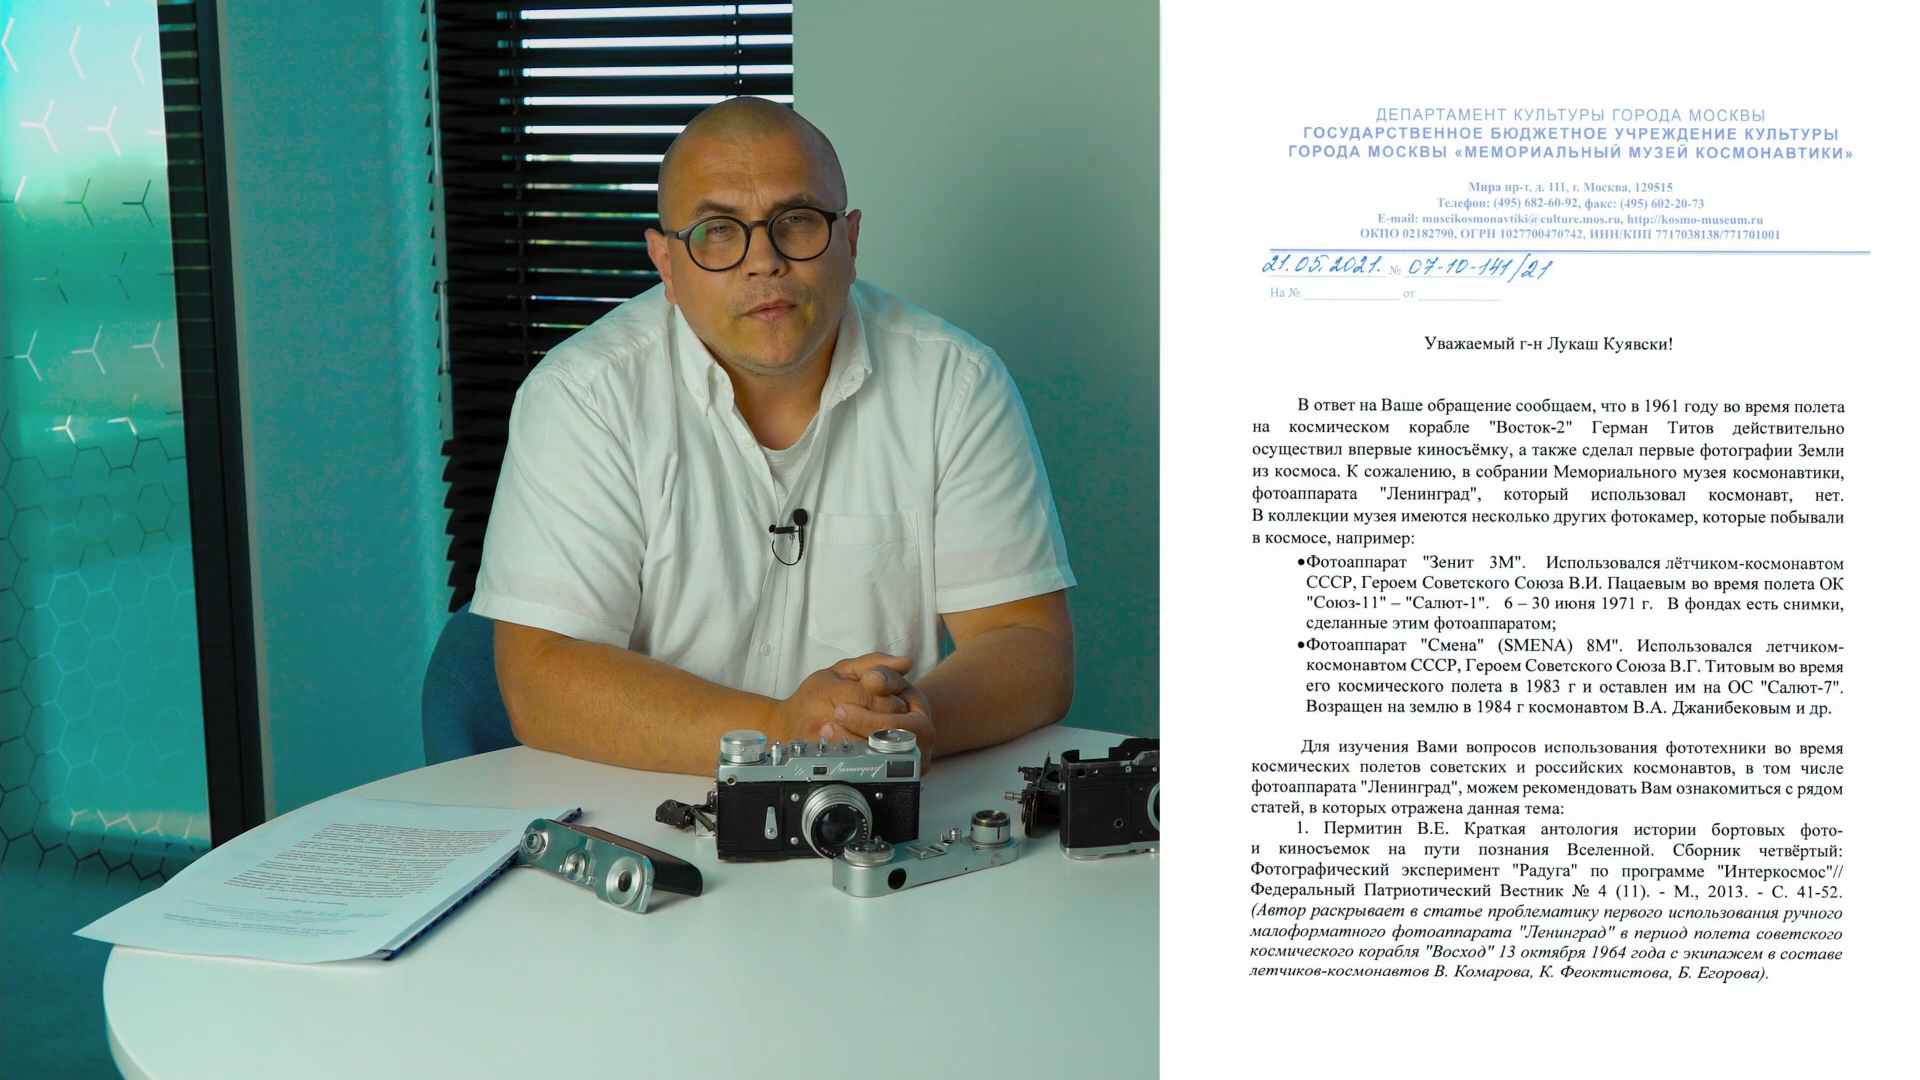 ДЕПАРТАМЕНТ КУЛЬТУРЫ ГОРОДА МОСКВЫ
ГОСУДАРСТВЕННОЕ БЮДЖЕТНОЕ УЧРЕЖДЕНИЕ КУЛЬТУРЫ
ГОРОДА МОСКВЫ «МЕМОРИАЛЬНЫЙ МУЗЕЙ КОСМОНАВТИКИ»
Мира пр-т, д. 111, г. Москва, 129515
Телефон: (495) 682-60-92, факс: (495) 602-20-73
E-mail: museikosmonavtiki@culture.mos.ru, http://kosmo-museum.ru
ОКПО 02182790, ОГРН 1027700470742, ИНН/КПП 7717038138/771701001
21.05.2021. № 07-10-141/21
На № ____________ от ____________
Уважаемый г-н Лукаш Куявски!
В ответ на Ваше обращение сообщаем, что в 1961 году во время полета
на космическом корабле "Восток-2" Герман Титов действительно
осуществил впервые киносъёмку, а также сделал первые фотографии Земли
из космоса. К сожалению, в собрании Мемориального музея космонавтики,
фотоаппарата "Ленинград", который использовал космонавт, нет.
В коллекции музея имеются несколько других фотокамер, которые побывали
в космосе, например:
•Фотоаппарат "Зенит 3М". Использовался лётчиком-космонавтом
СССР, Героем Советского Союза В.И. Пацаевым во время полета ОК
"Союз-11" – "Салют-1". 6 – 30 июня 1971 г. В фондах есть снимки,
сделанные этим фотоаппаратом;
•Фотоаппарат "Смена" (SMENA) 8М". Использовался летчиком-
космонавтом СССР, Героем Советского Союза В.Г. Титовым во время
его космического полета в 1983 г и оставлен им на ОС "Салют-7".
Возращен на землю в 1984 г космонавтом В.А. Джанибековым и др.
Для изучения Вами вопросов использования фототехники во время
космических полетов советских и российских космонавтов, в том числе
фотоаппарата "Ленинград", можем рекомендовать Вам ознакомиться с рядом
статей, в которых отражена данная тема:
1. Пермитин В.Е. Краткая антология истории бортовых фото-
и киносъемок на пути познания Вселенной. Сборник четвёртый:
Фотографический эксперимент "Радуга" по программе "Интеркосмос"//
Федеральный Патриотический Вестник № 4 (11). - М., 2013. - С. 41-52.
(Автор раскрывает в статье проблематику первого использования ручного
малоформатного фотоаппарата "Ленинград" в период полета советского
космического корабля "Восход" 13 октября 1964 года с экипажем в составе
летчиков-космонавтов В. Комарова, К. Феоктистова, Б. Егорова).
Ленинград